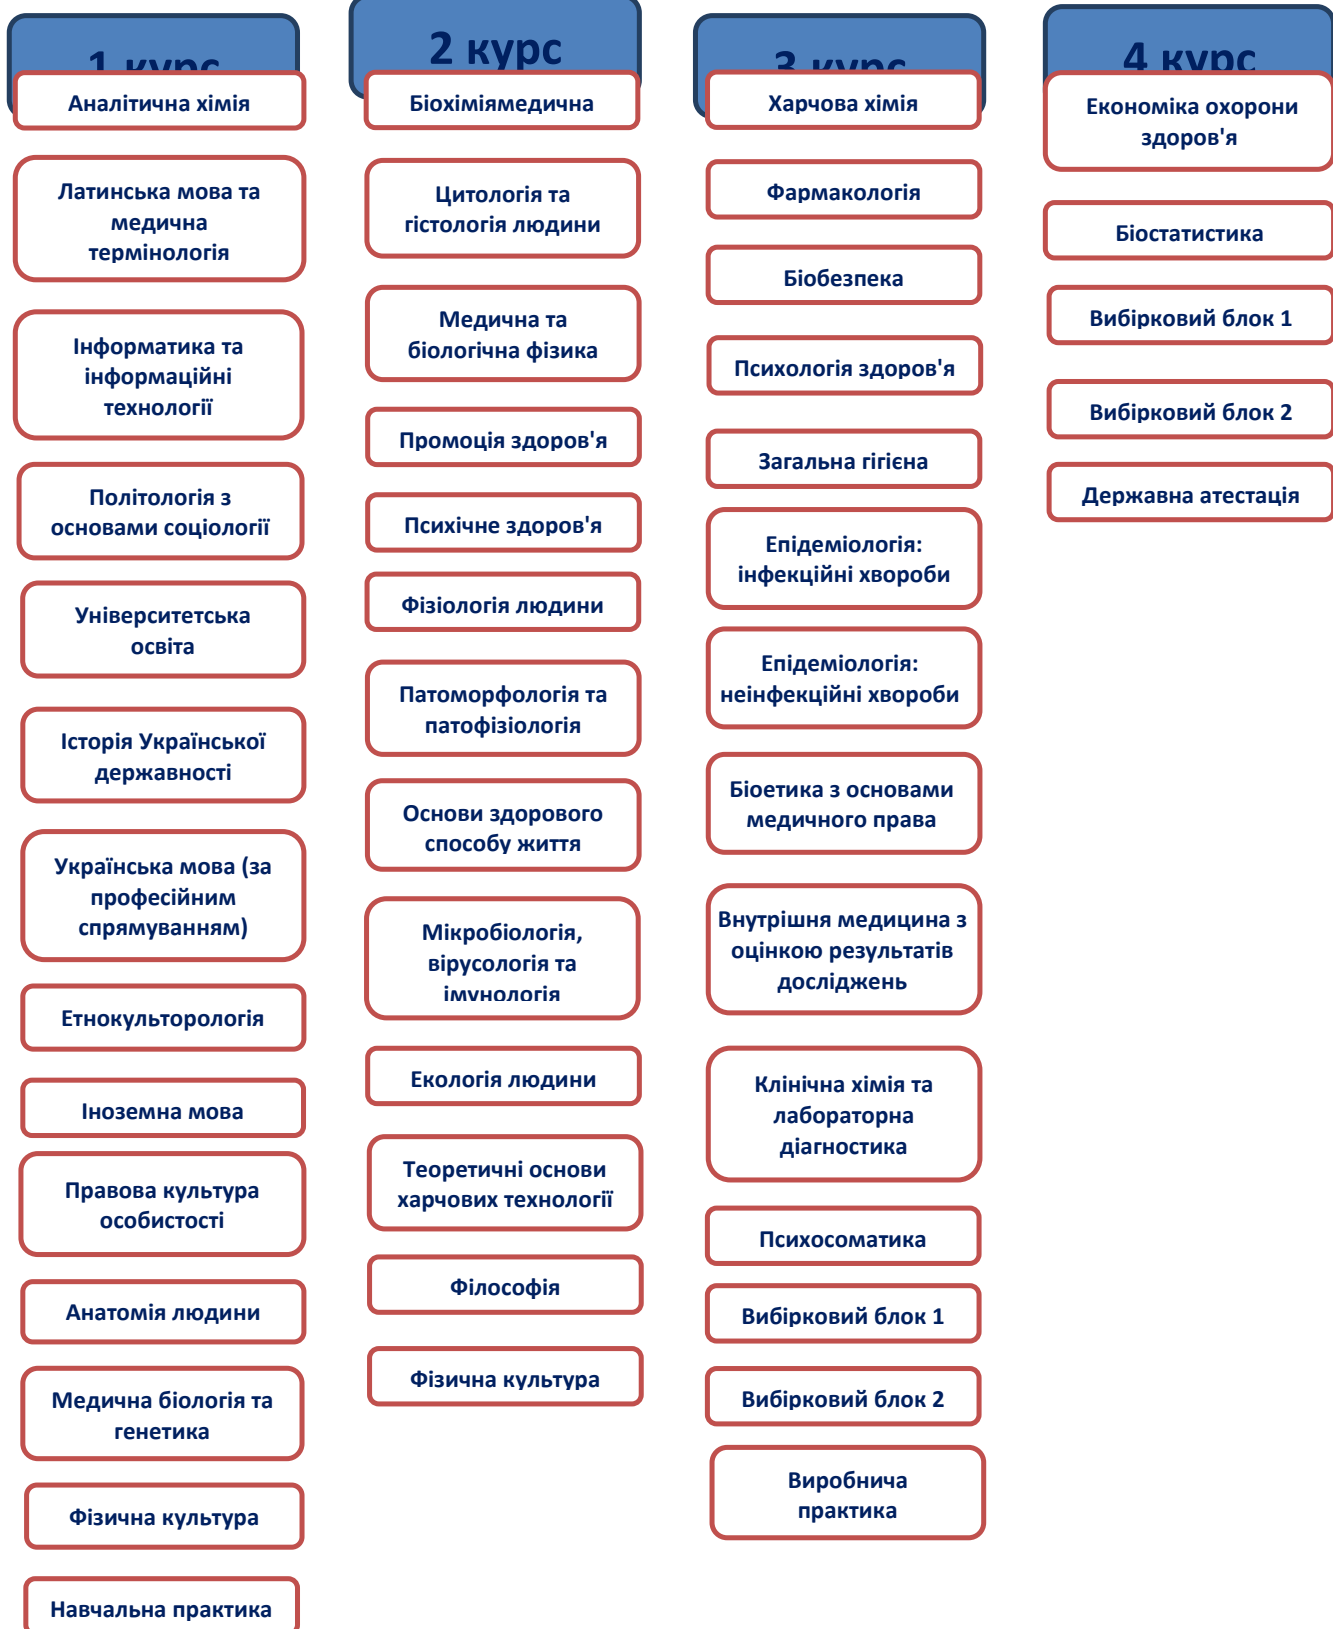 1 курс
Аналітична хімія
Латинська мова та
медична
термінологія
Інформатика та
інформаційні
технології
Політологія з
основами соціології
Університетська
освіта
Історія Української
державності
Українська мова (за
професійним
спрямуванням)
Етнокульторологія
Іноземна мова
Правова культура
особистості
Анатомія людини
Медична біологія та
генетика
Фізична культура
Навчальна практика
2 курс
Біохіміямедична
Цитологія та
гістологія людини
Медична та
біологічна фізика
Промоція здоров'я
Психічне здоров'я
Фізіологія людини
Патоморфологія та
патофізіологія
Основи здорового
способу життя
Мікробіологія,
вірусологія та
імунологія
Екологія людини
Теоретичні основи
харчових технології
Філософія
Фізична культура
3 курс
Харчова хімія
Фармакологія
Біобезпека
Психологія здоров'я
Загальна гігієна
Епідеміологія:
інфекційні хвороби
Епідеміологія:
неінфекційні хвороби
Біоетика з основами
медичного права
Внутрішня медицина з
оцінкою результатів
досліджень
Клінічна хімія та
лабораторна
діагностика
Психосоматика
Вибірковий блок 1
Вибірковий блок 2
Виробнича
практика
4 курс
Економіка охорони
здоров'я
Біостатистика
Вибірковий блок 1
Вибірковий блок 2
Державна атестація